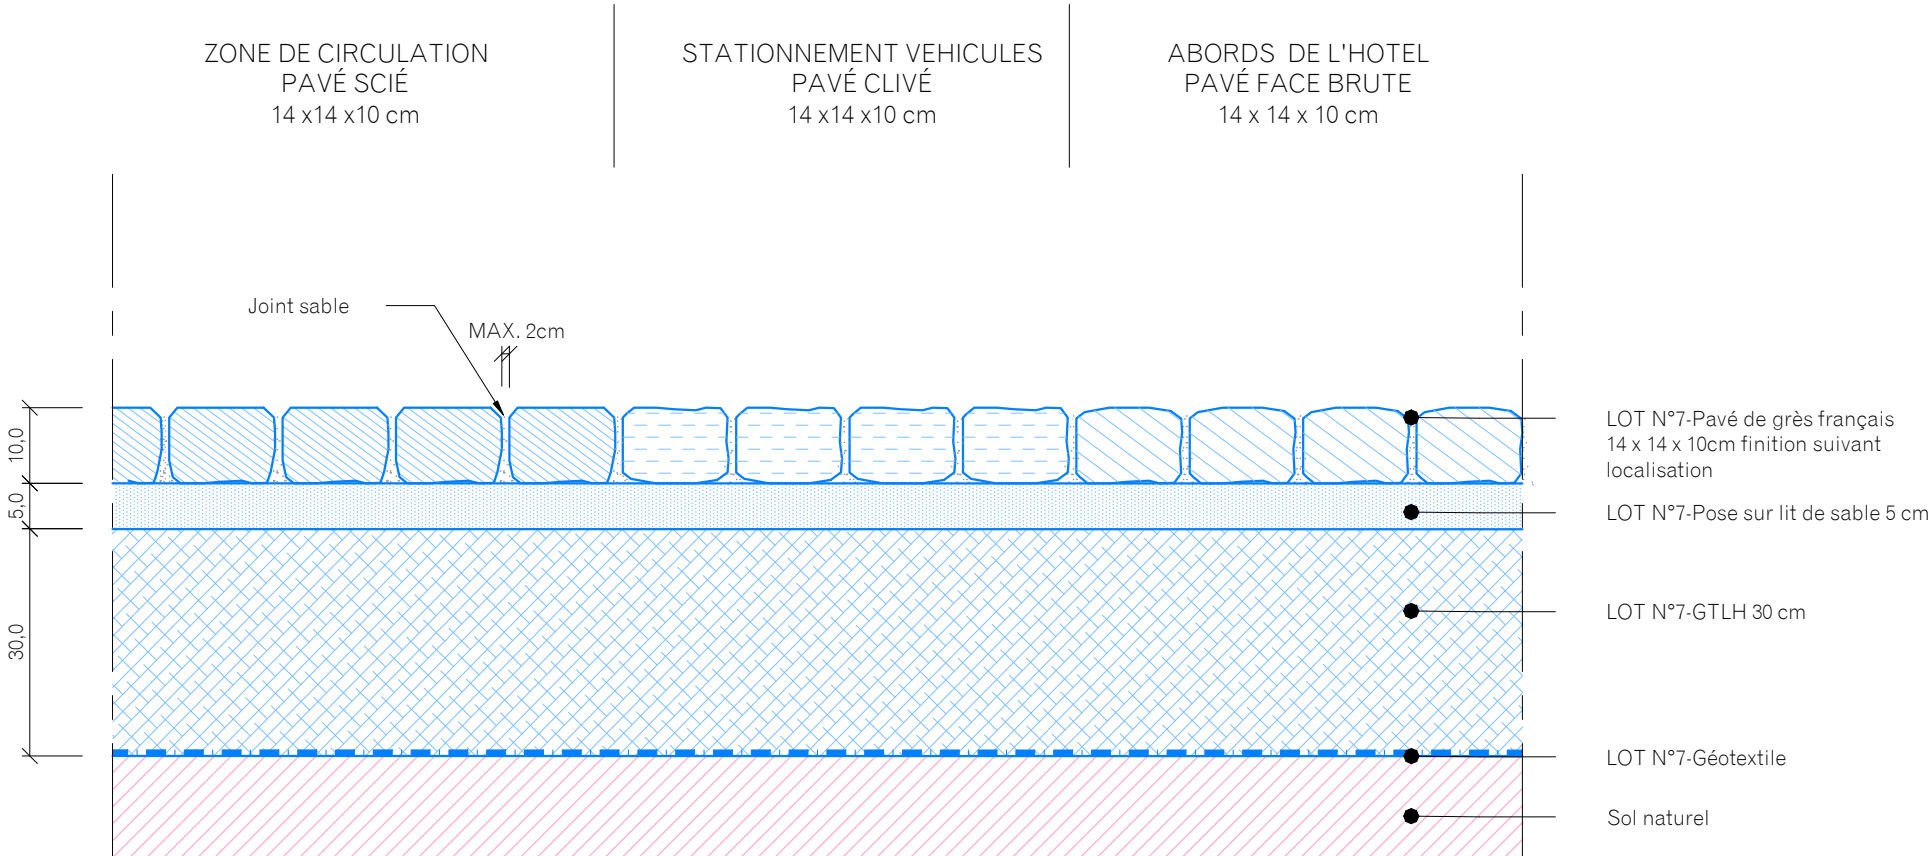 ZONE DE CIRCULATION
PAVÉ SCIÉ
14 x14 x10 cm
STATIONNEMENT VEHICULES
PAVÉ CLIVÉ
14 x14 x10 cm
ABORDS DE L'HOTEL
PAVÉ FACE BRUTE
14 x 14 x 10 cm
Joint sable
MAX. 2cm
10,0
5,0
30,0
LOT N°7-Pavé de grès français
14 x 14 x 10cm finition suivant
localisation
LOT N°7-Pose sur lit de sable 5 cm
LOT N°7-GTLH 30 cm
LOT N°7-Géotextile
Sol naturel